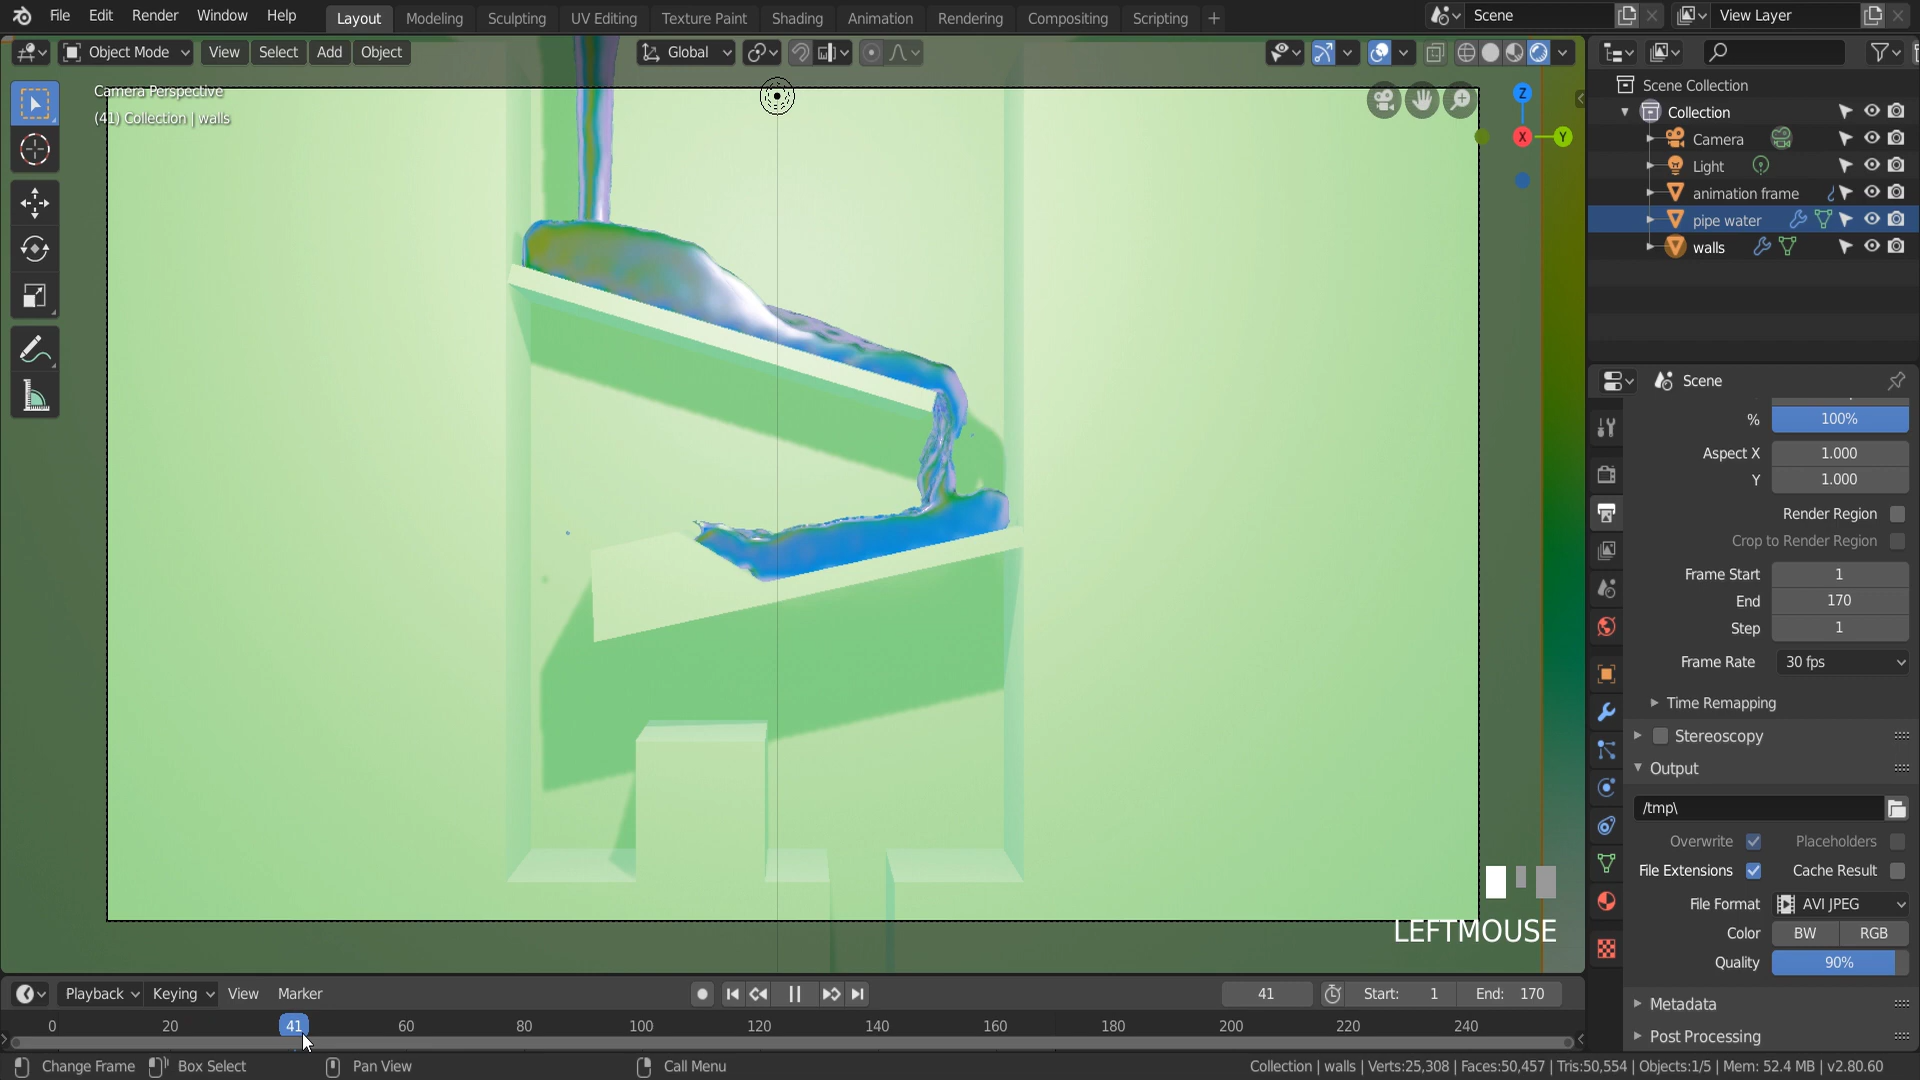 File Edit Render Window Help Layout Modeling Sculpting UV Editing Texture Paint Shading Animation Rendering Compositing Scripting + Scene View Layer
Object Mode View Select Add Object Global
Camera Perspective
(41) Collection | walls
Z
X
Y
Scene Collection
Collection
Camera
Light
animation frame
pipe water
walls
Scene
% 100%
Aspect X 1.000
Y 1.000
Render Region
Crop to Render Region
Frame Start 1
End 170
Step 1
Frame Rate 30 fps
Time Remapping
Stereoscopy
Output
/tmp\
Overwrite Placeholders
File Extensions Cache Result
File Format AVI JPEG
Color BW RGB
Quality 90%
Metadata
Post Processing
LEFTMOUSE
Playback Keying View Marker 41 Start: 1 End: 170
0 20 41 60 80 100 120 140 160 180 200 220 240
Change Frame Box Select Pan View Call Menu Collection | walls | Verts:25,308 | Faces:50,457 | Tris:50,554 | Objects:1/5 | Mem: 52.4 MB | v2.80.60